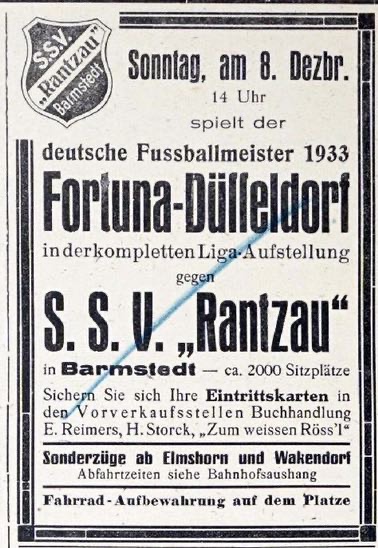 S.S.V.
„Rantzau"
Barmstedt
Sonntag, am 8. Dezbr.
14 Uhr
spielt der
deutsche Fussballmeister 1933
Fortuna-Düſſeldorf
in der kompletten Liga-Aufstellung
gegen
S. S. V. „Rantzau“
in Barmstedt — ca. 2000 Sitzplätze
Sichern Sie sich Ihre Eintrittskarten in
den Vorverkaufsstellen Buchhandlung
E. Reimers, H. Storck, „Zum weissen Röss'l“
Sonderzüge ab Elmshorn und Wakendorf
Abfahrtzeiten siehe Bahnhofsaushang
Fahrrad-Aufbewahrung auf dem Platze